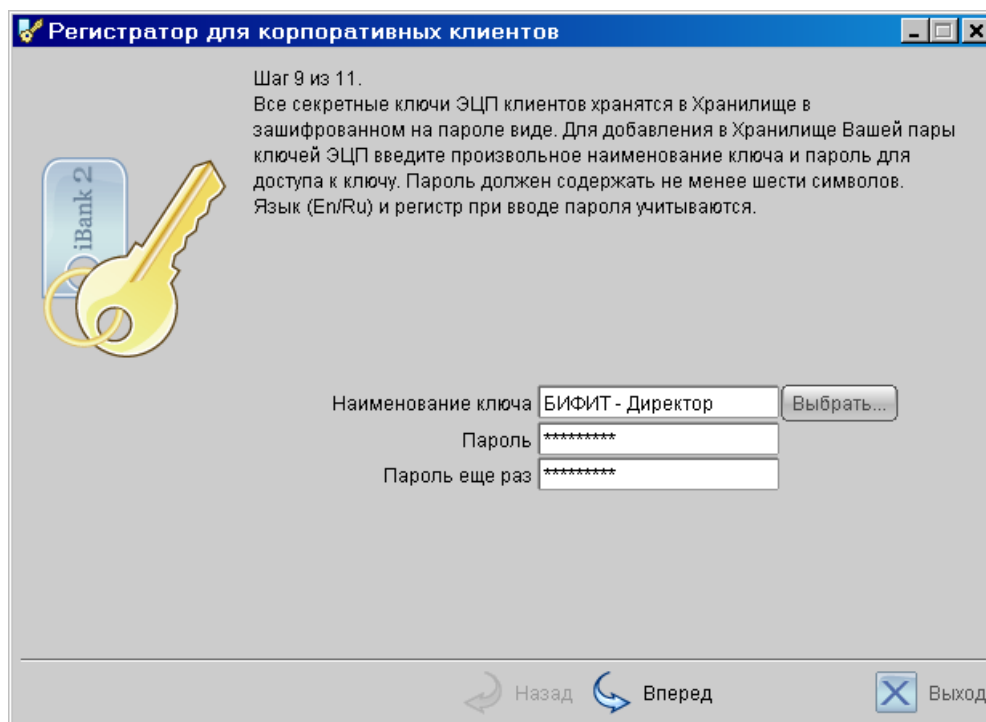 Регистратор для корпоративных клиентов
Шаг 9 из 11.
Все секретные ключи ЭЦП клиентов хранятся в Хранилище в
зашифрованном на пароле виде. Для добавления в Хранилище Вашей пары
ключей ЭЦП введите произвольное наименование ключа и пароль для
доступа к ключу. Пароль должен содержать не менее шести символов.
Язык (En/Ru) и регистр при вводе пароля учитываются.
iBank 2
Наименование ключа БИФИТ - Директор Выбрать...
Пароль *********
Пароль еще раз *********
Назад Вперед Выход